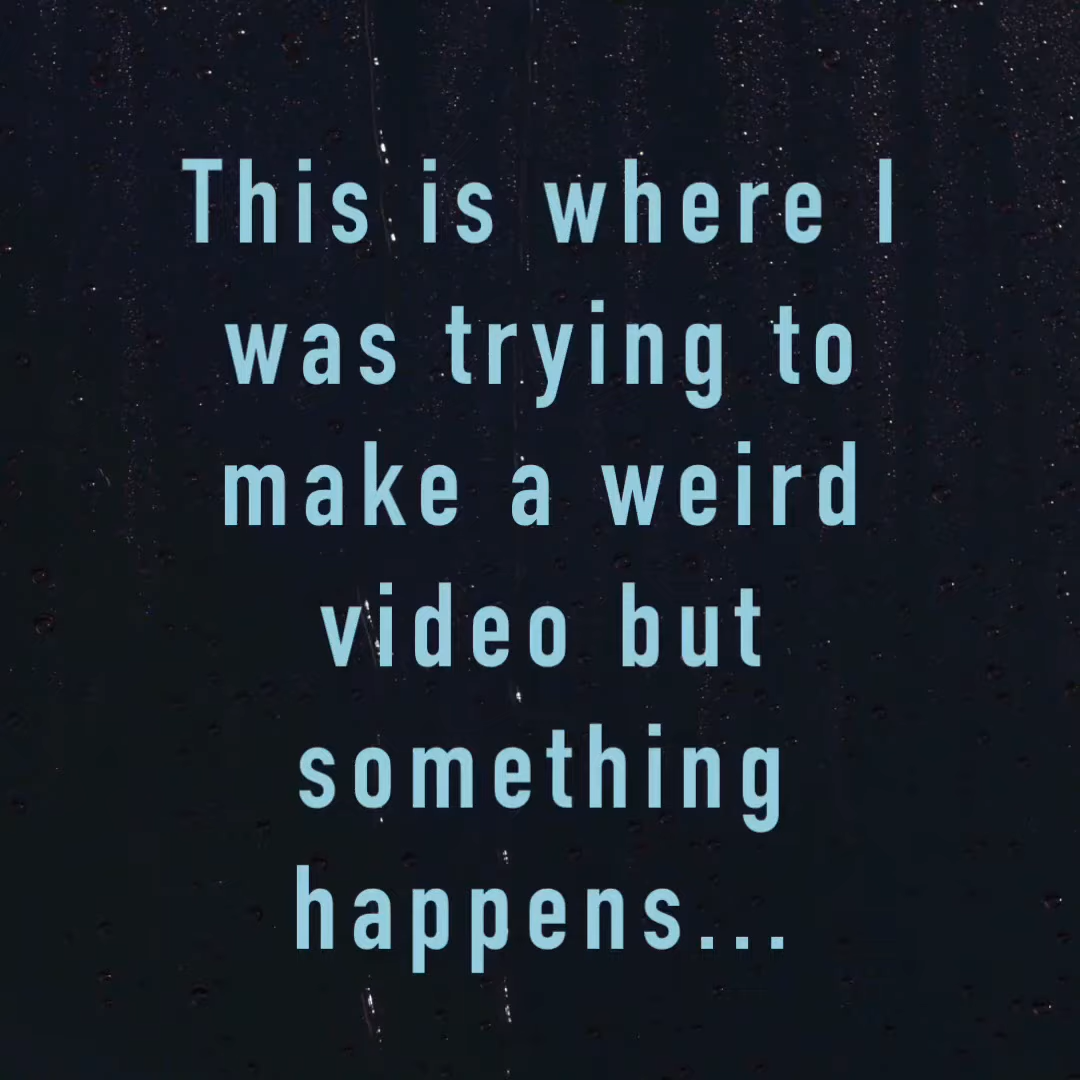 This is where I
was trying to
make a weird
video but
something
happens...